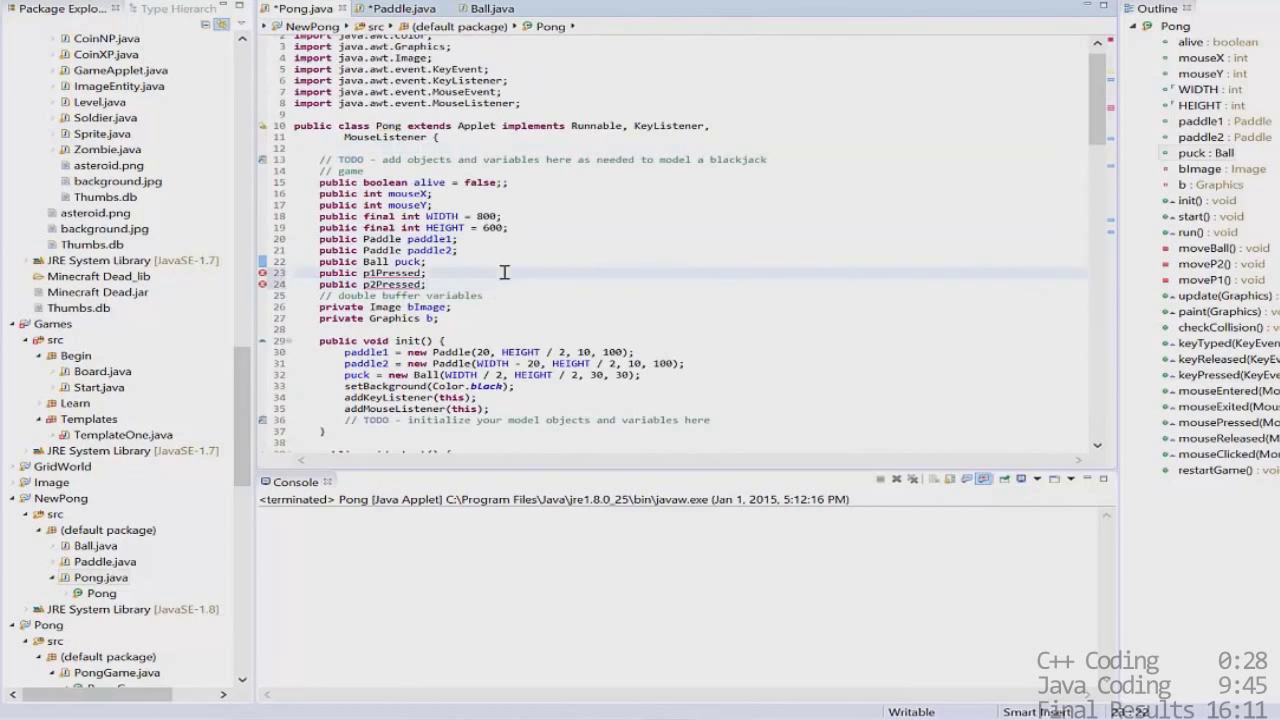 Package Explo...
Type Hierarch
CoinNP.java
CoinXP.java
GameApplet.java
ImageEntity.java
Level.java
Soldier.java
Sprite.java
Zombie.java
asteroid.png
background.jpg
Thumbs.db
asteroid.png
background.jpg
Thumbs.db
JRE System Library [JavaSE-1.7]
Minecraft Dead_lib
Minecraft Dead.jar
Thumbs.db
Games
src
Begin
Board.java
Start.java
Learn
Templates
TemplateOne.java
JRE System Library [JavaSE-1.7]
GridWorld
Image
NewPong
src
(default package)
Ball.java
Paddle.java
Pong.java
Pong
JRE System Library [JavaSE-1.8]
Pong
src
(default package)
PongGame.java
*Pong.java
*Paddle.java
Ball.java
NewPong
src
(default package)
Pong
2 import java.awt.Color;
3 import java.awt.Graphics;
4 import java.awt.Image;
5 import java.awt.event.KeyEvent;
6 import java.awt.event.KeyListener;
7 import java.awt.event.MouseEvent;
8 import java.awt.event.MouseListener;
9
10 public class Pong extends Applet implements Runnable, KeyListener,
11 MouseListener {
12
13 // TODO - add objects and variables here as needed to model a blackjack
14 // game
15 public boolean alive = false;;
16 public int mouseX;
17 public int mouseY;
18 public final int WIDTH = 800;
19 public final int HEIGHT = 600;
20 public Paddle paddle1;
21 public Paddle paddle2;
22 public Ball puck;
23 public p1Pressed;
24 public p2Pressed;
25 // double buffer variables
26 private Image bImage;
27 private Graphics b;
28
29 public void init() {
30 paddle1 = new Paddle(20, HEIGHT / 2, 10, 100);
31 paddle2 = new Paddle(WIDTH - 20, HEIGHT / 2, 10, 100);
32 puck = new Ball(WIDTH / 2, HEIGHT / 2, 30, 30);
33 setBackground(Color.black);
34 addKeyListener(this);
35 addMouseListener(this);
36 // TODO - initialize your model objects and variables here
37 }
38
Console
<terminated> Pong [Java Applet] C:\Program Files\Java\jre1.8.0_25\bin\javaw.exe (Jan 1, 2015, 5:12:16 PM)
Outline
Pong
alive : boolean
mouseX : int
mouseY : int
WIDTH : int
HEIGHT : int
paddle1 : Paddle
paddle2 : Paddle
puck : Ball
bImage : Image
b : Graphics
init() : void
start() : void
run() : void
moveBall() : void
moveP2() : void
moveP1() : void
update(Graphics) :
paint(Graphics) : v
checkCollision() : v
keyTyped(KeyEven
keyReleased(KeyE
keyPressed(KeyEv
mouseEntered(Mo
mouseExited(Mou
mousePressed(Mo
mouseReleased(M
mouseClicked(Mo
restartGame() : vo
C++ Coding 0:28
Java Coding 9:45
Final Results 16:11
Writable
Smart Insert